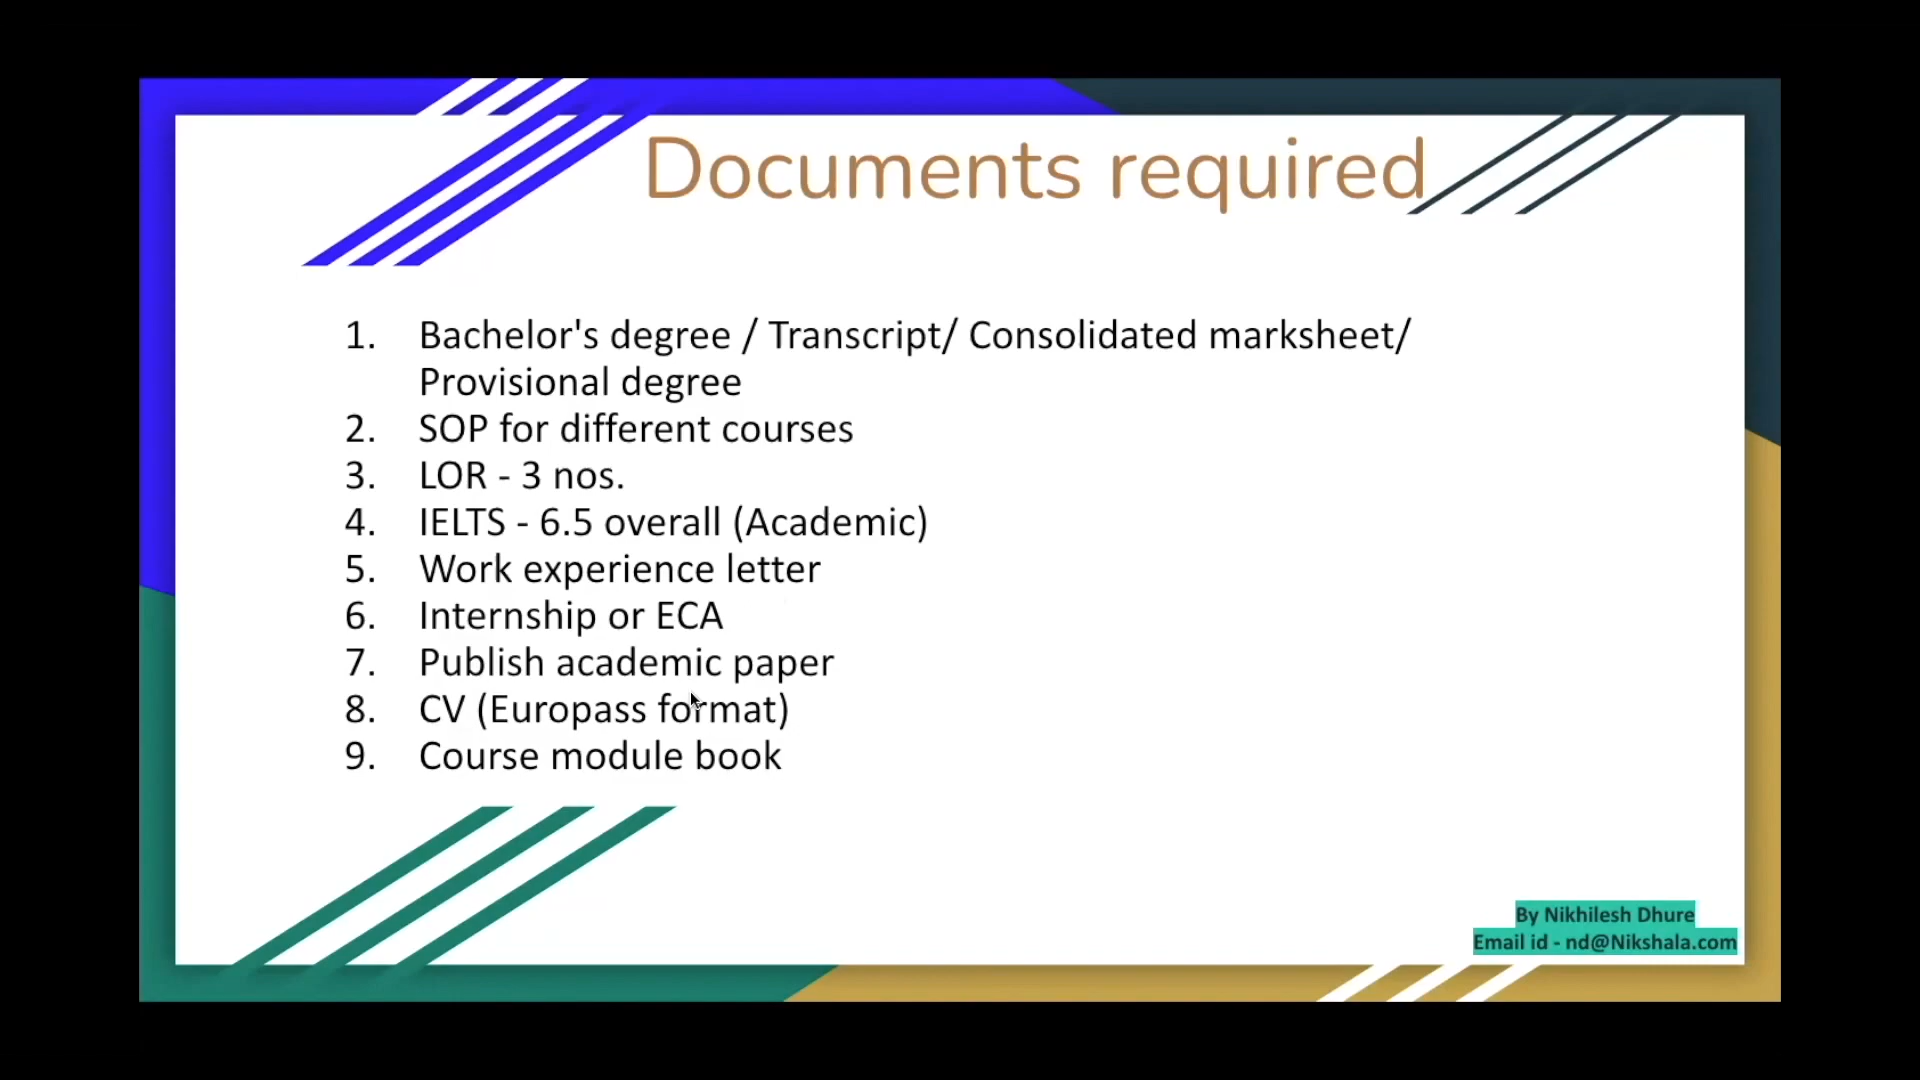 Documents required
1. Bachelor's degree / Transcript/ Consolidated marksheet/
Provisional degree
2. SOP for different courses
3. LOR - 3 nos.
4. IELTS - 6.5 overall (Academic)
5. Work experience letter
6. Internship or ECA
7. Publish academic paper
8. CV (Europass format)
9. Course module book
By Nikhilesh Dhure
Email id - nd@Nikshala.com